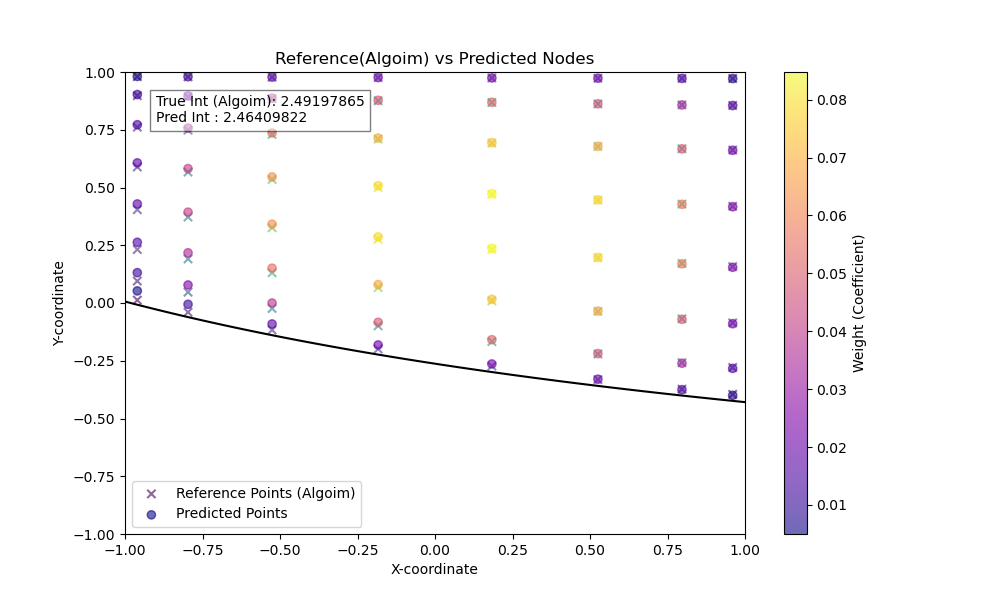 Reference(Algoim) vs Predicted Nodes
True Int (Algoim): 2.49197865
Pred Int : 2.46409822
Y-coordinate
1.00
0.75
0.50
0.25
0.00
−0.25
−0.50
−0.75
−1.00
Reference Points (Algoim)
Predicted Points
−1.00 −0.75 −0.50 −0.25 0.00 0.25 0.50 0.75 1.00
X-coordinate
0.08
0.07
0.06
0.05
0.04
0.03
0.02
0.01
Weight (Coefficient)